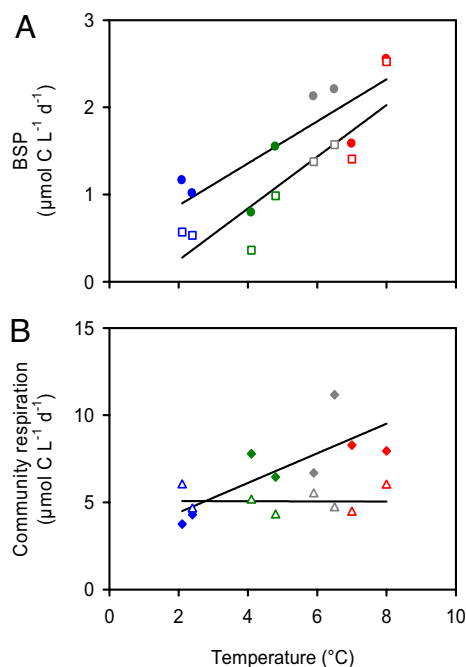 A
3
2
1
0
BSP
(µmol C L⁻¹ d⁻¹)
B
15
10
5
0
Community respiration
(µmol C L⁻¹ d⁻¹)
0 2 4 6 8 10
Temperature (°C)